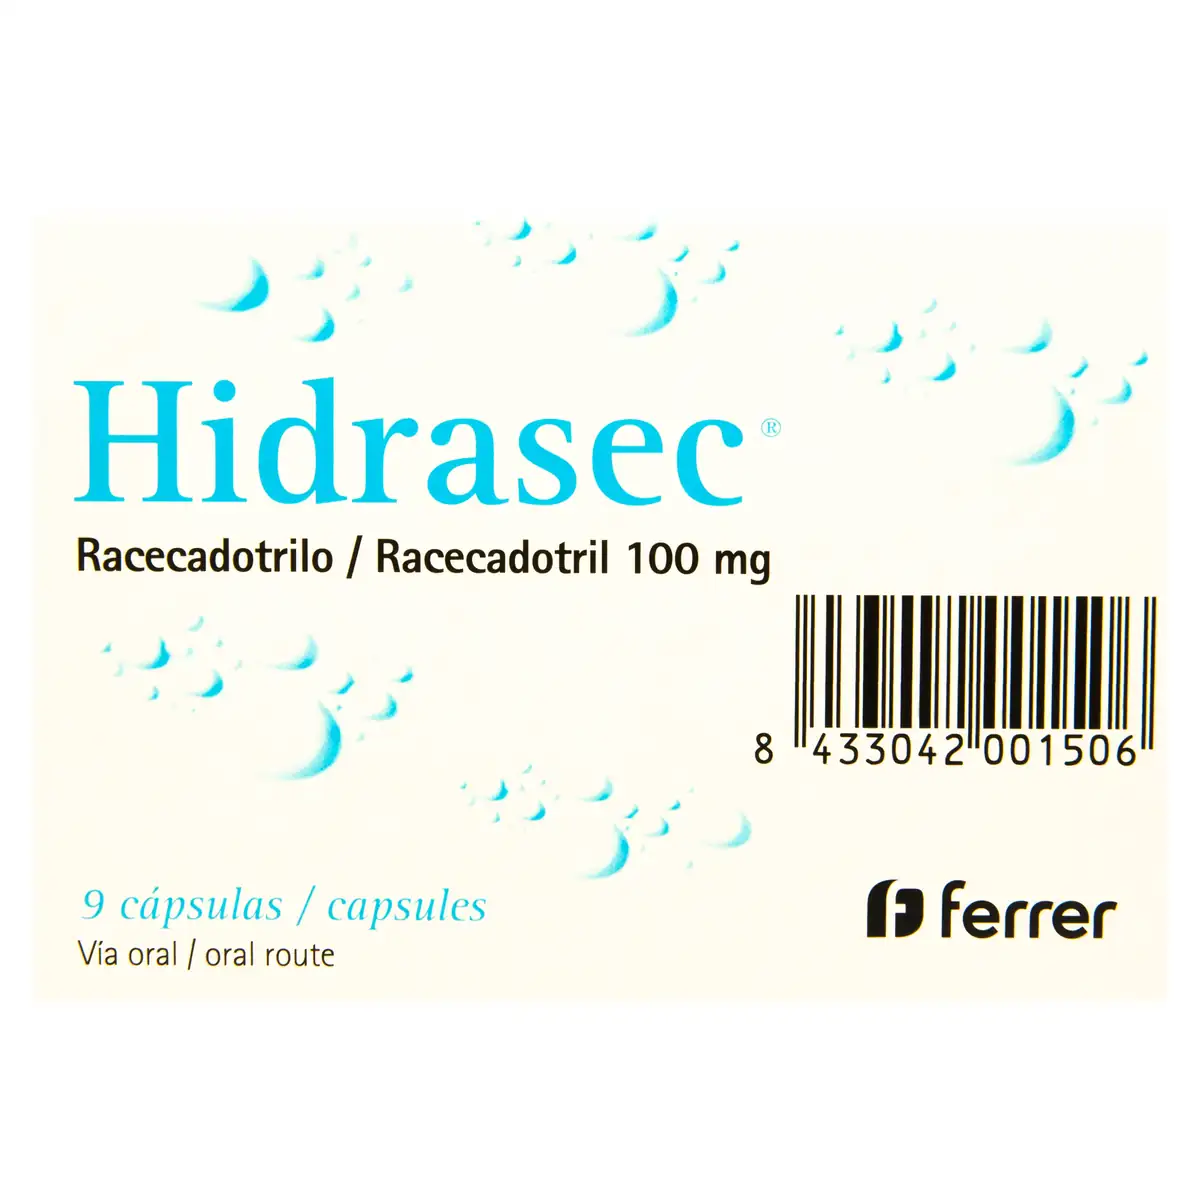 Hidrasec®
Racecadotrilo / Racecadotril 100 mg
8 433042 001506
9 cápsulas / capsules
Vía oral / oral route
ferrer